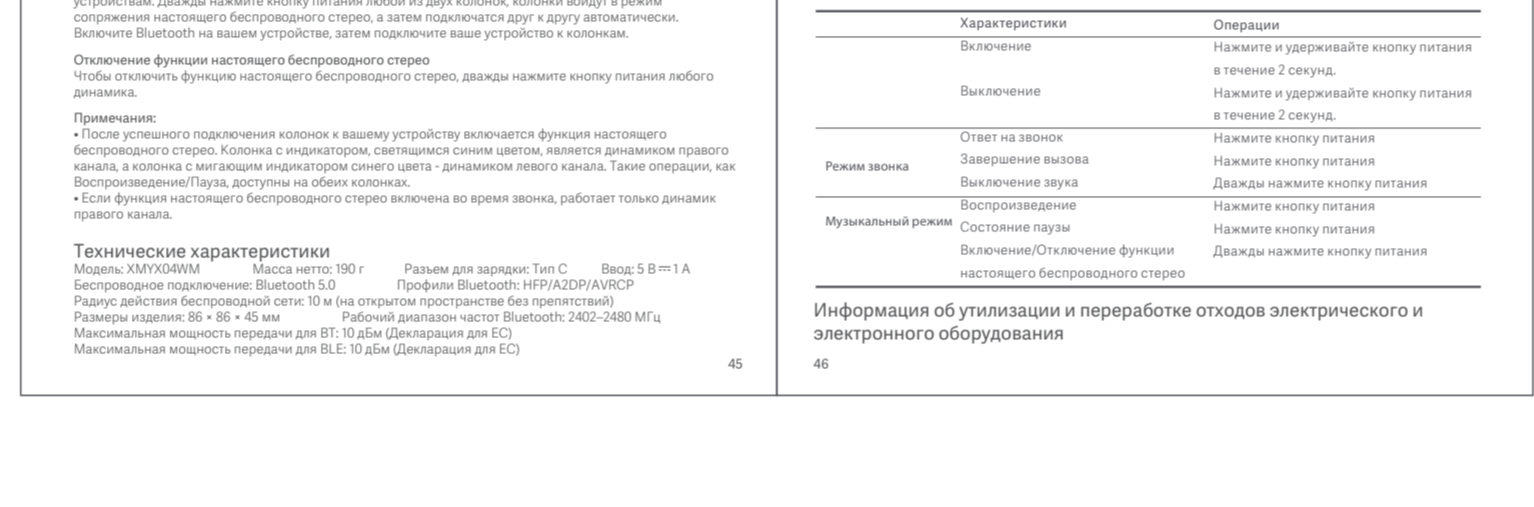 устройствам. Дважды нажмите кнопку питания любой из двух колонок, колонки войдут в режим
сопряжения настоящего беспроводного стерео, а затем подключатся друг к другу автоматически.
Включите Bluetooth на вашем устройстве, затем подключите ваше устройство к колонкам.
Отключение функции настоящего беспроводного стерео
Чтобы отключить функцию настоящего беспроводного стерео, дважды нажмите кнопку питания любого
динамика.
Примечания:
• После успешного подключения колонок к вашему устройству включается функция настоящего
беспроводного стерео. Колонка с индикатором, светящимся синим цветом, является динамиком правого
канала, а колонка с мигающим индикатором синего цвета - динамиком левого канала. Такие операции, как
Воспроизведение/Пауза, доступны на обеих колонках.
• Если функция настоящего беспроводного стерео включена во время звонка, работает только динамик
правого канала.
Технические характеристики
Модель: XMYX04WM Масса нетто: 190 г Разъем для зарядки: Тип C Ввод: 5 В⎓1 А
Беспроводное подключение: Bluetooth 5.0 Профили Bluetooth: HFP/A2DP/AVRCP
Радиус действия беспроводной сети: 10 м (на открытом пространстве без препятствий)
Размеры изделия: 86 × 86 × 45 мм Рабочий диапазон частот Bluetooth: 2402–2480 МГц
Максимальная мощность передачи для BT: 10 дБм (Декларация для ЕС)
Максимальная мощность передачи для BLE: 10 дБм (Декларация для ЕС)
45
Характеристики Операции
Включение Нажмите и удерживайте кнопку питания
в течение 2 секунд.
Выключение Нажмите и удерживайте кнопку питания
в течение 2 секунд.
Режим звонка
Ответ на звонок Нажмите кнопку питания
Завершение вызова Нажмите кнопку питания
Выключение звука Дважды нажмите кнопку питания
Музыкальный режим
Воспроизведение Нажмите кнопку питания
Состояние паузы Нажмите кнопку питания
Включение/Отключение функции Дважды нажмите кнопку питания
настоящего беспроводного стерео
Информация об утилизации и переработке отходов электрического и
электронного оборудования
46